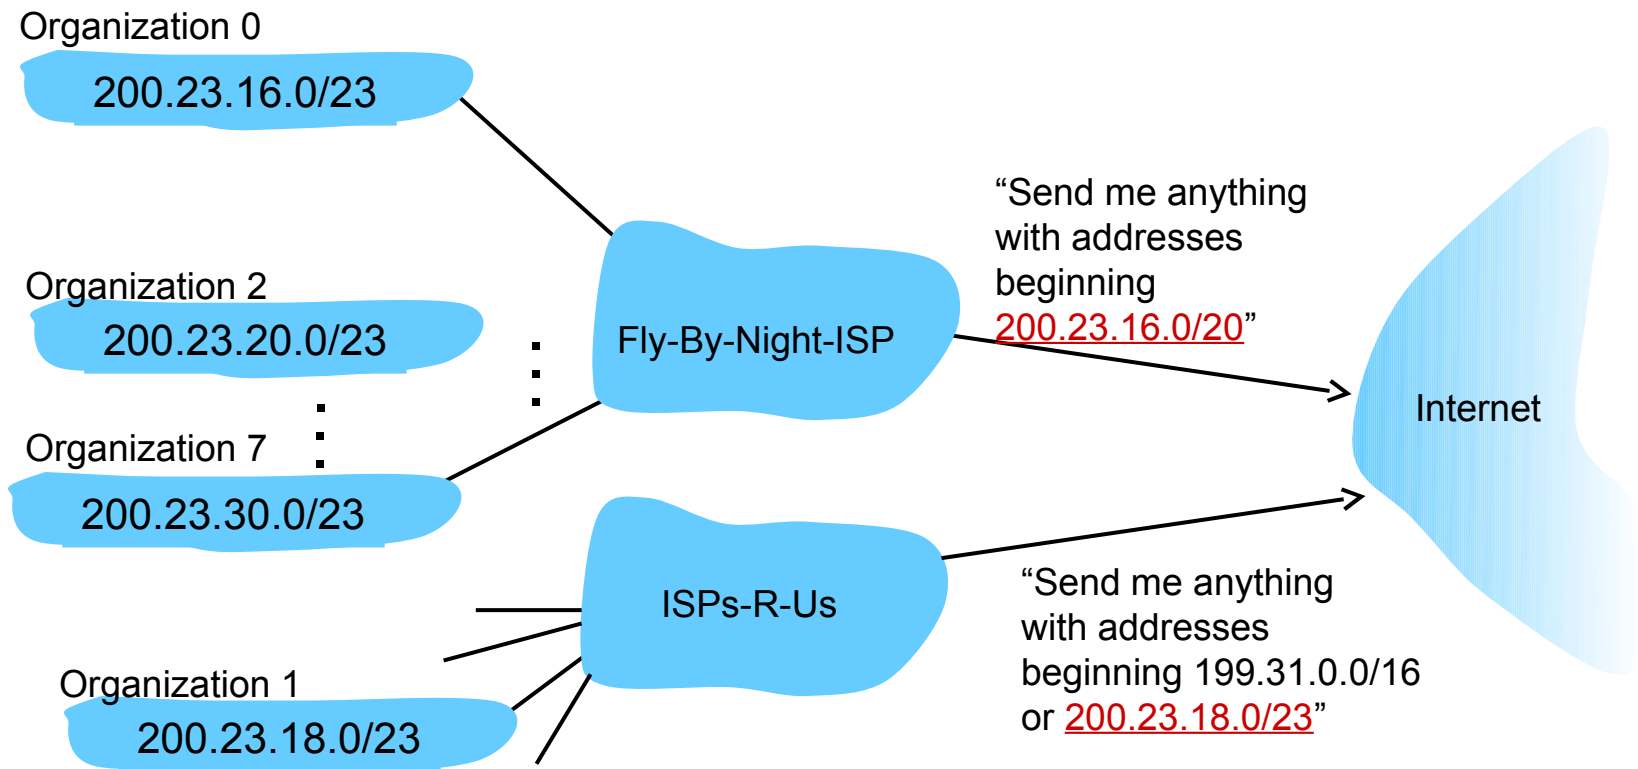 Organization 0
200.23.16.0/23
Organization 2
200.23.20.0/23
Organization 7
200.23.30.0/23
Organization 1
200.23.18.0/23
Fly-By-Night-ISP
ISPs-R-Us
“Send me anything
with addresses
beginning
200.23.16.0/20”
“Send me anything
with addresses
beginning 199.31.0.0/16
or 200.23.18.0/23”
Internet